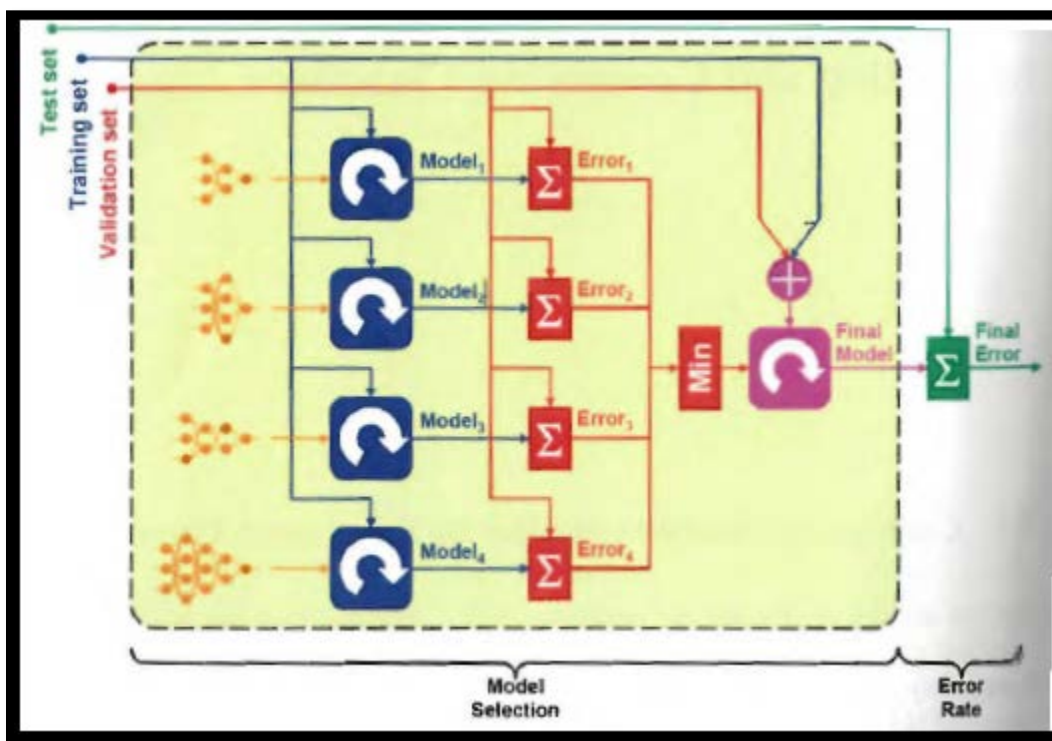 Test set
Training set
Validation set
Model1
Σ
Error1
Model2
Σ
Error2
Model3
Σ
Error3
Model4
Σ
Error4
Min
Final
Model
Σ
Final
Error
Model
Selection
Error
Rate